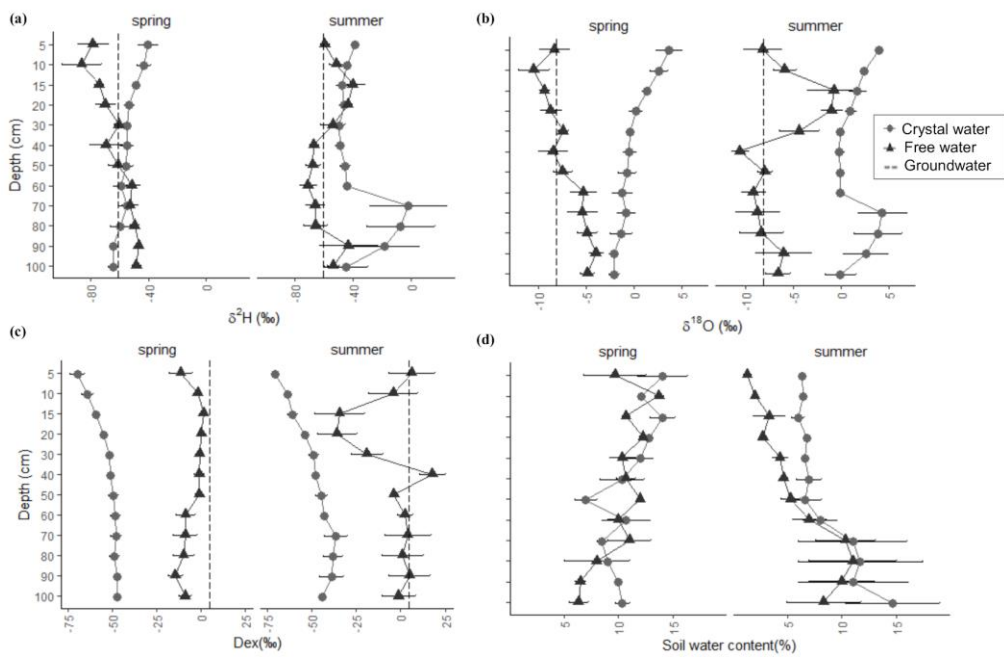 (a)
spring
summer
Depth (cm)
5
10
15
20
30
40
50
60
70
80
90
100
-80
-40
0
-80
-40
0
δ²H (‰)
(b)
spring
summer
-10
-5
0
5
-10
-5
0
5
δ¹⁸O (‰)
Crystal water
Free water
Groundwater
(c)
spring
summer
Depth (cm)
5
10
15
20
30
40
50
60
70
80
90
100
-75
-50
-25
0
25
-75
-50
-25
0
25
Dex(‰)
(d)
spring
summer
5
10
15
5
10
15
Soil water content(%)